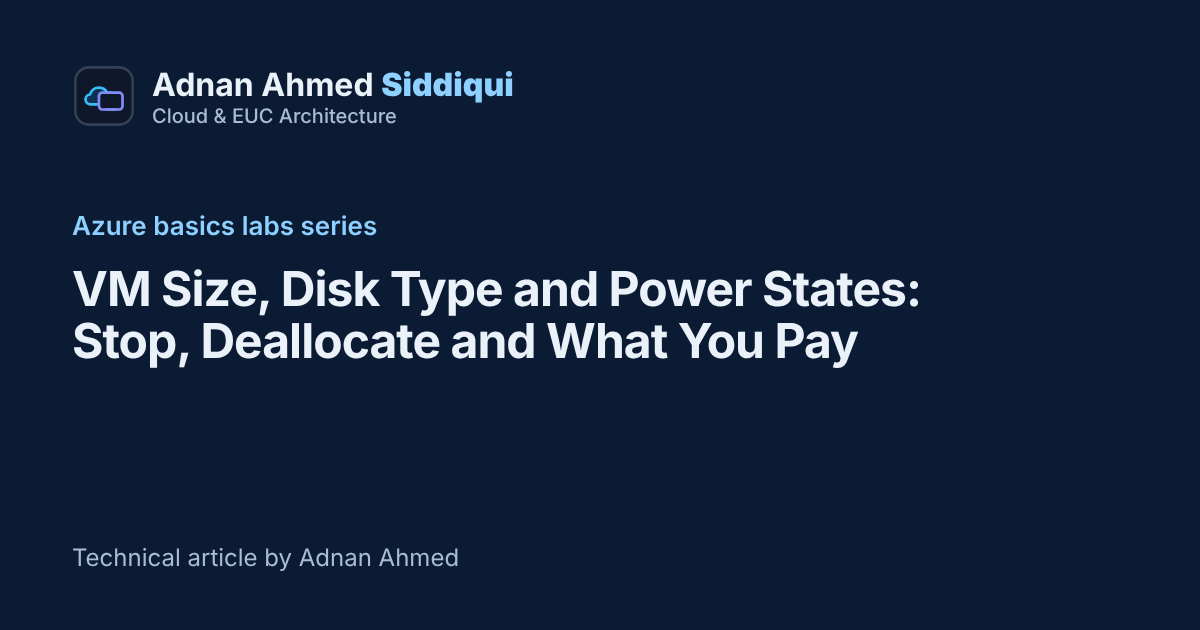 Adnan Ahmed Siddiqui
Cloud & EUC Architecture
Azure basics labs series
VM Size, Disk Type and Power States:
Stop, Deallocate and What You Pay
Technical article by Adnan Ahmed